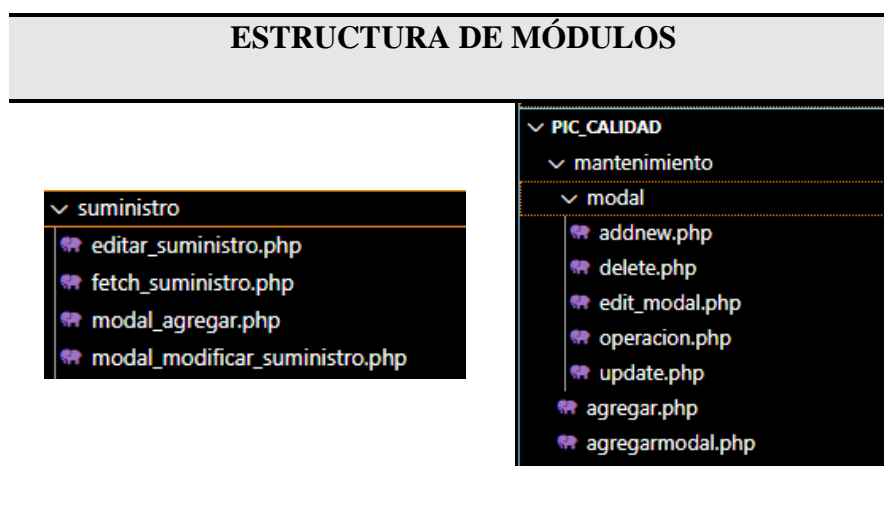 ESTRUCTURA DE MÓDULOS
suministro
editar_suministro.php
fetch_suministro.php
modal_agregar.php
modal_modificar_suministro.php
PIC_CALIDAD
mantenimiento
modal
addnew.php
delete.php
edit_modal.php
operacion.php
update.php
agregar.php
agregarmodal.php